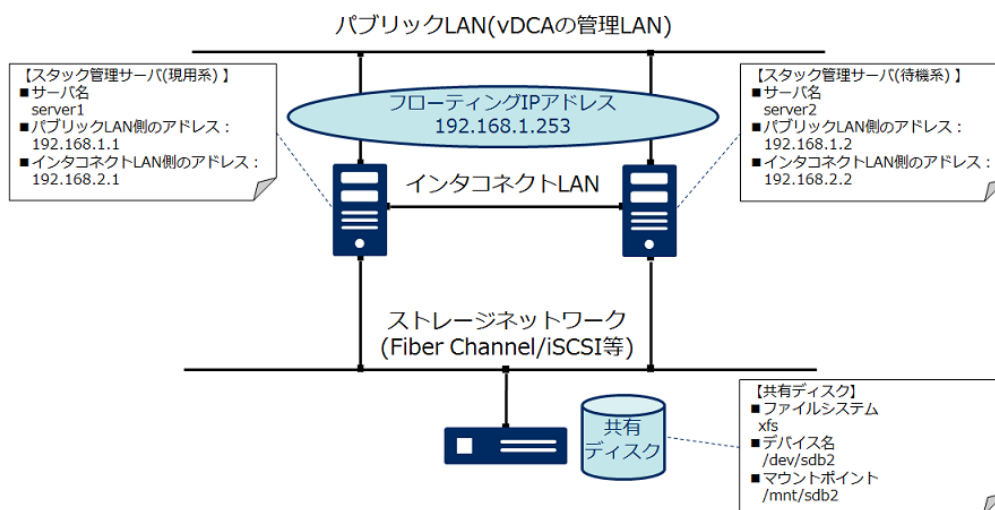 パブリックLAN(vDCAの管理LAN)
【スタック管理サーバ(現用系) 】
■サーバ名
server1
■パブリックLAN側のアドレス：
192.168.1.1
■インタコネクトLAN側のアドレス：
192.168.2.1
フローティングIPアドレス
192.168.1.253
【スタック管理サーバ(待機系) 】
■サーバ名
server2
■パブリックLAN側のアドレス：
192.168.1.2
■インタコネクトLAN側のアドレス：
192.168.2.2
インタコネクトLAN
ストレージネットワーク
(Fiber Channel/iSCSI等)
共有
ディスク
【共有ディスク】
■ファイルシステム
xfs
■デバイス名
/dev/sdb2
■マウントポイント
/mnt/sdb2